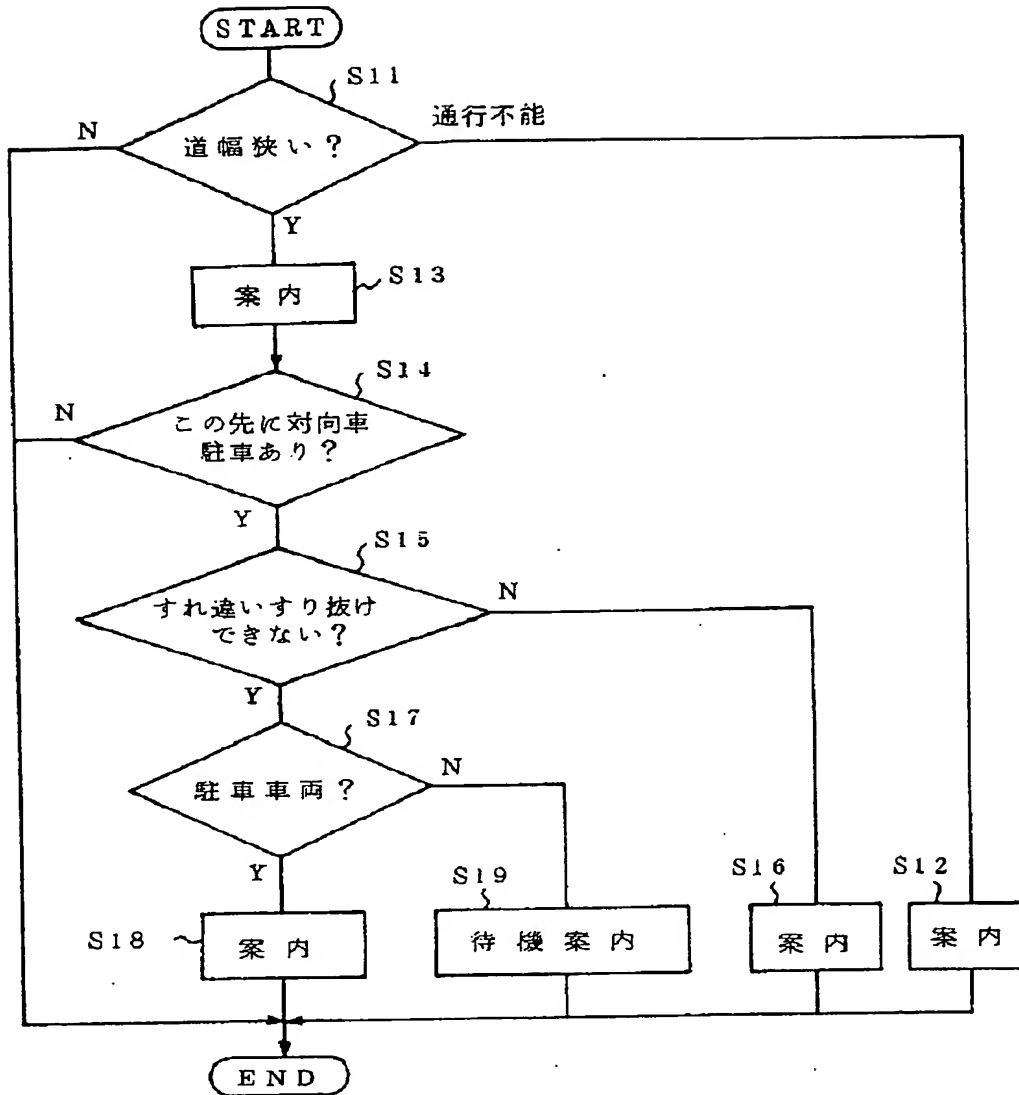 START
S11
N
通行不能
道幅狭い？
Y
S13
案内
S14
N
この先に対向車
駐車あり？
Y
S15
N
すれ違いすり抜け
できない？
Y
S17
N
駐車車両？
Y
S19
S16
S12
S18
案内
待機案内
案内
案内
END